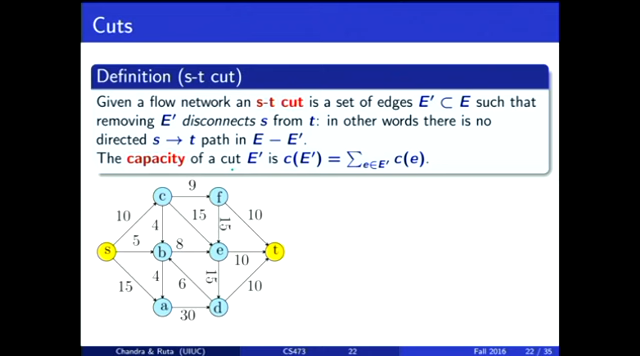 Cuts
Definition (s-t cut)
Given a flow network an s-t cut is a set of edges E′ ⊂ E such that
removing E′ disconnects s from t: in other words there is no
directed s → t path in E − E′.
The capacity of a cut E′ is c(E′) = ∑e∈E′ c(e).
9
c
f
10
15
15
10
4
5
8
s
b
e
t
10
4
6
15
15
10
a
d
30
Chandra & Ruta (UIUC)
CS473
22
Fall 2016
22 / 35